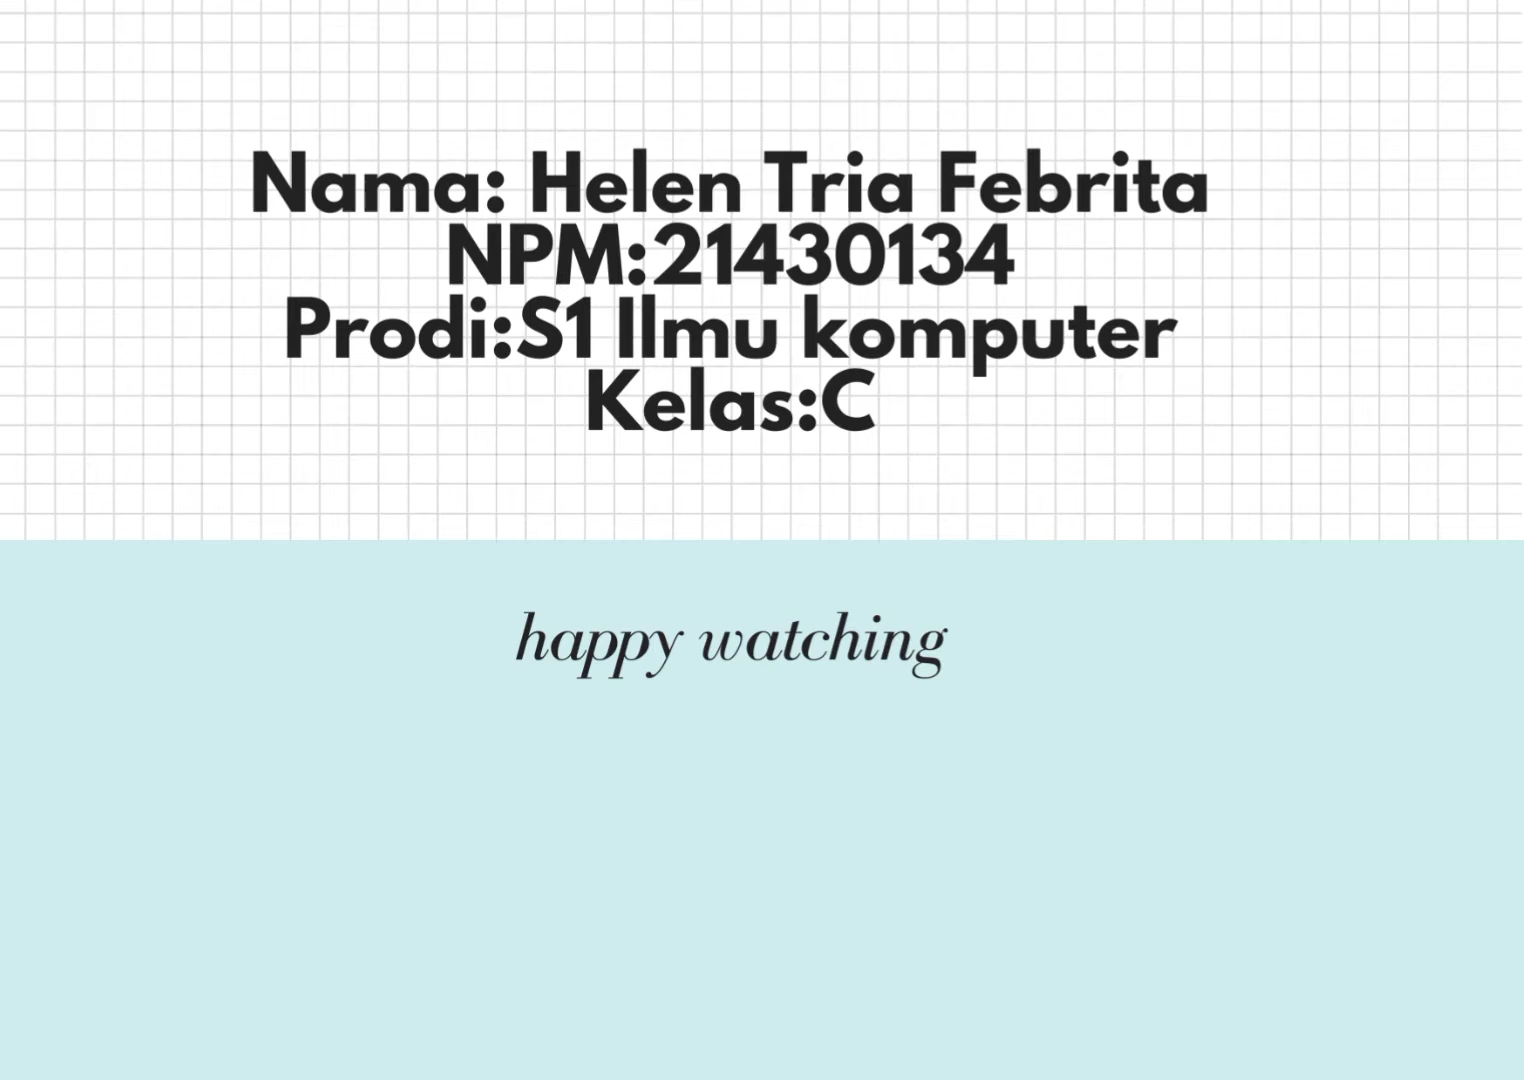 Nama: Helen Tria Febrita
NPM:21430134
Prodi:S1 Ilmu komputer
Kelas:C
happy watching